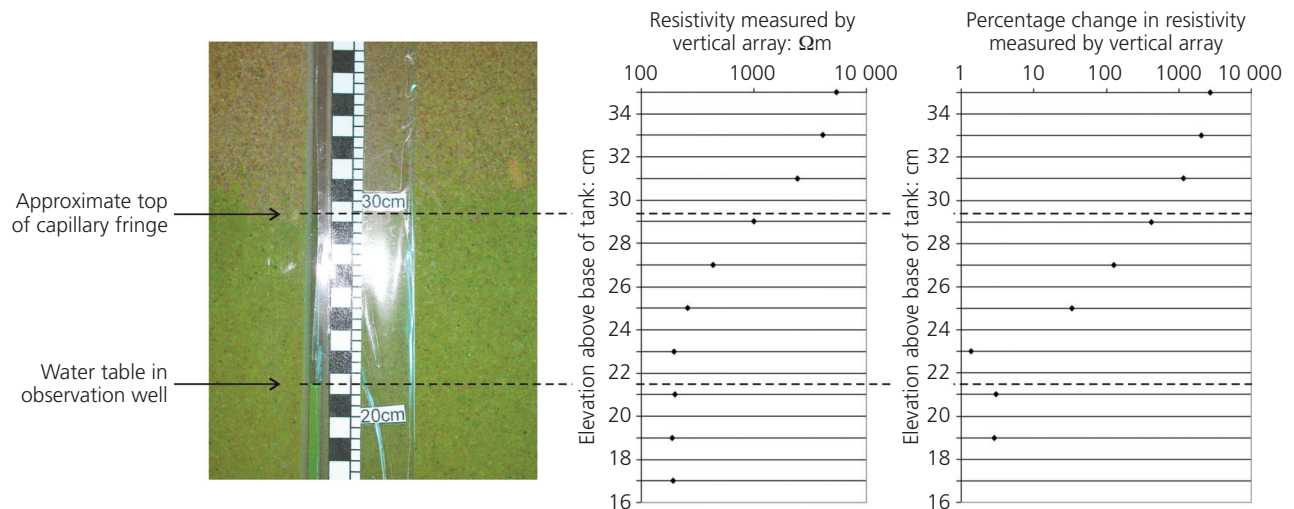 Resistivity measured by
vertical array: Ωm
100 1000 10 000
Percentage change in resistivity
measured by vertical array
1 10 100 1000 10 000
Approximate top
of capillary fringe
Water table in
observation well
30cm
20cm
Elevation above base of tank: cm
34
32
30
28
26
24
22
20
18
16
Elevation above base of tank: cm
34
32
30
28
26
24
22
20
18
16